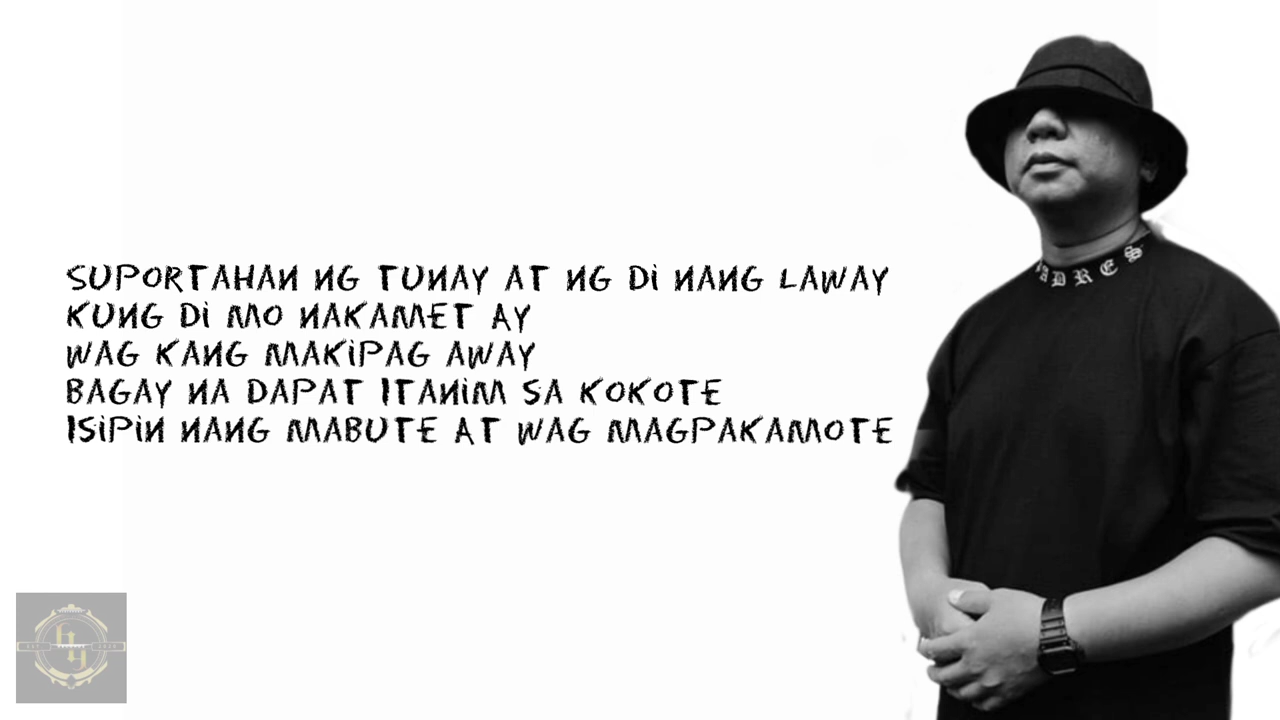 SUPORTAHAN NG TUNAY AT NG DI NANG LAWAY
KUNG DI MO NAKAMET AY
WAG KANG MAKIPAG AWAY
BAGAY NA DAPAT ITANIM SA KOKOTE
ISIPIN NANG MABUTE AT WAG MAGPAKAMOTE